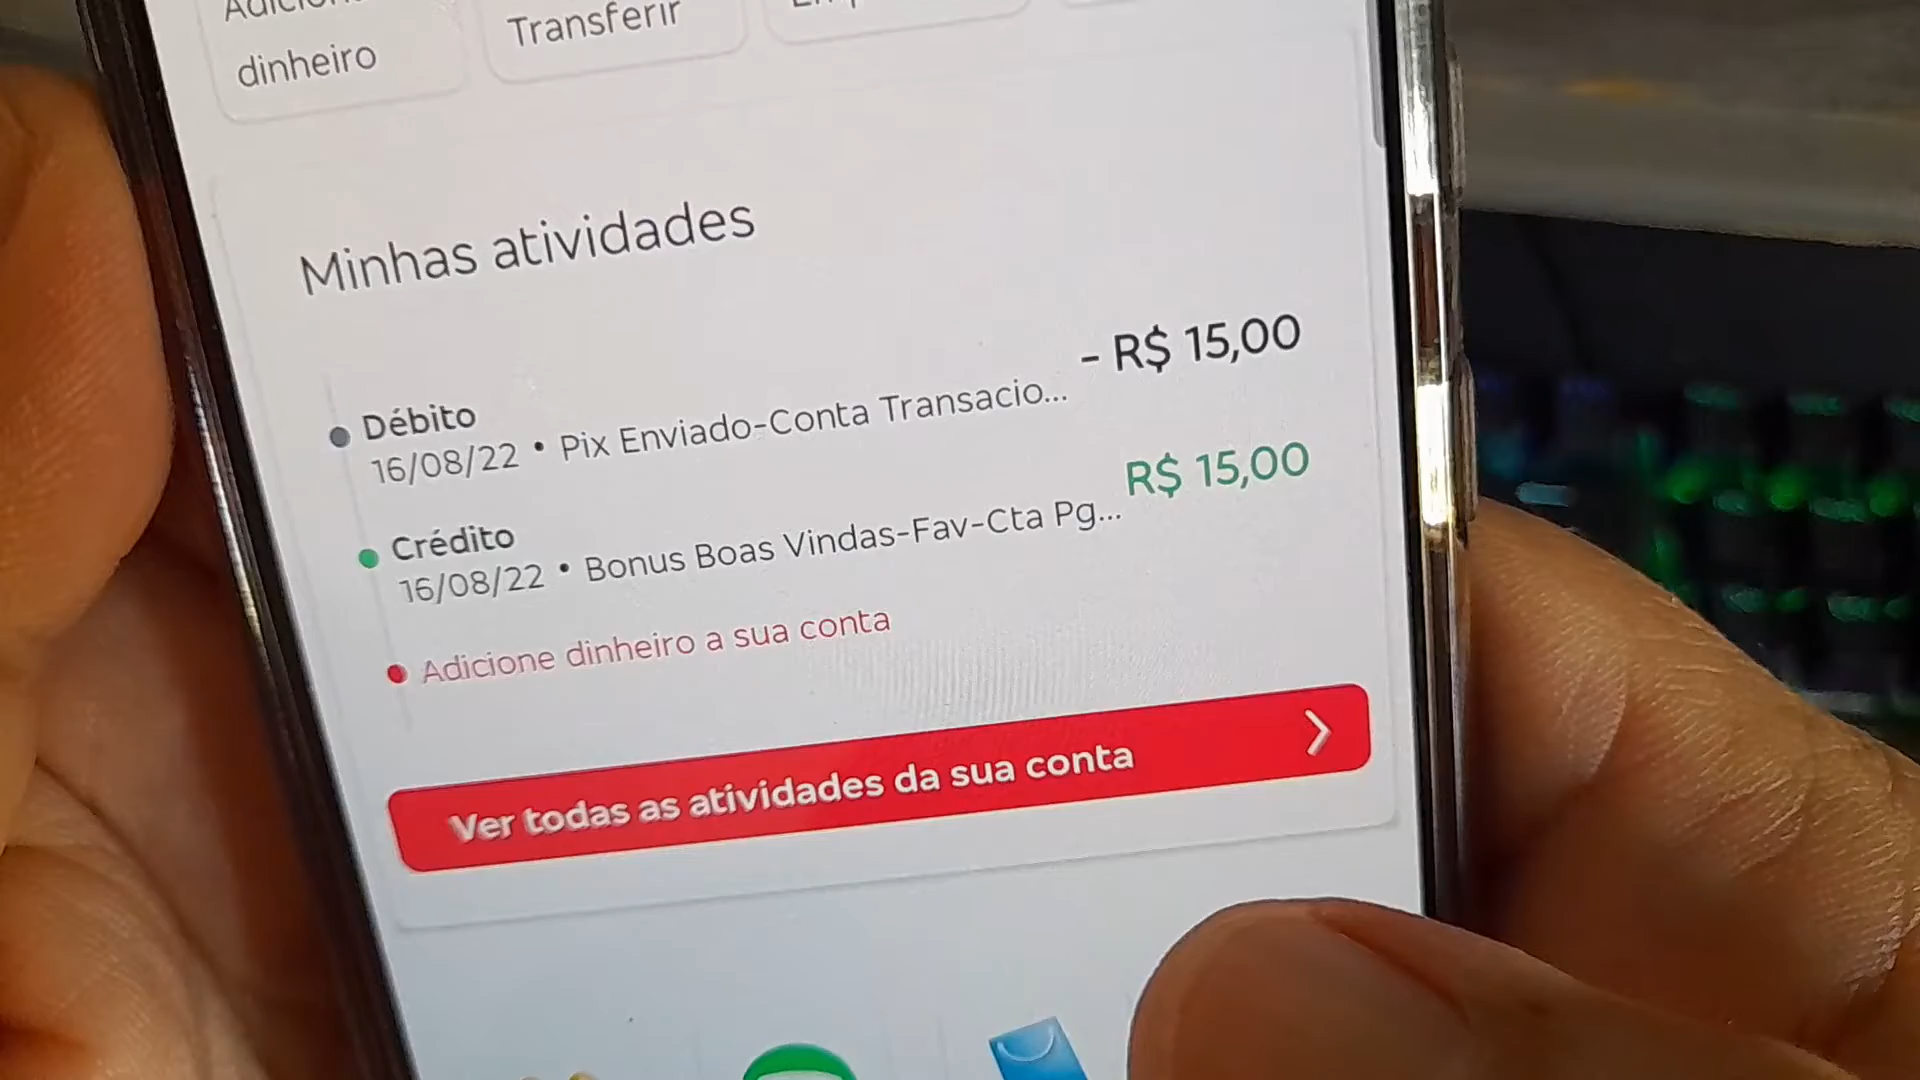 dinheiro
Transferir
Minhas atividades
Débito
- R$ 15,00
16/08/22 • Pix Enviado-Conta Transacio...
Crédito
R$ 15,00
16/08/22 • Bonus Boas Vindas-Fav-Cta Pg...
Adicione dinheiro a sua conta
Ver todas as atividades da sua conta